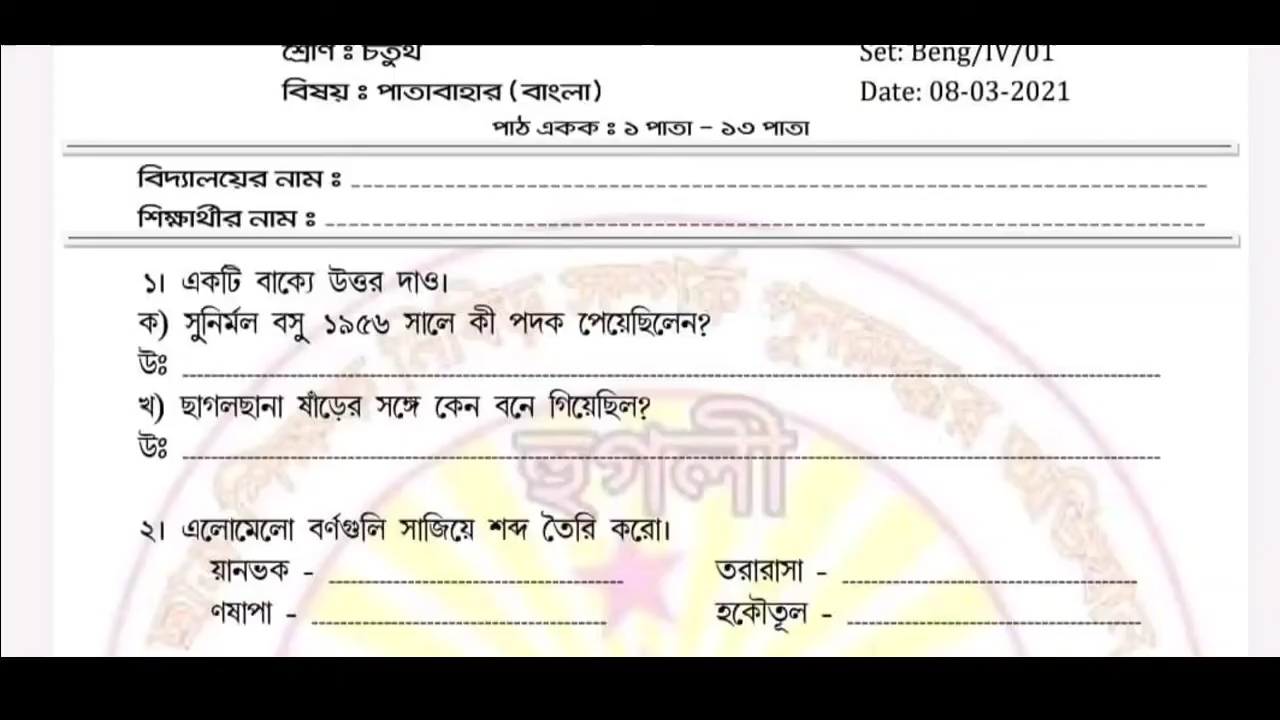 শ্রেণি ঃ চতুর্থ
Set: Beng/IV/01
বিষয় ঃ পাতাবাহার (বাংলা)
Date: 08-03-2021
পাঠ একক ঃ ১ পাতা – ১৩ পাতা
বিদ্যালয়ের নাম ঃ
শিক্ষার্থীর নাম ঃ
১। একটি বাক্যে উত্তর দাও।
ক) সুনির্মল বসু ১৯৫৬ সালে কী পদক পেয়েছিলেন?
উঃ
খ) ছাগলছানা ষাঁড়ের সঙ্গে কেন বনে গিয়েছিল?
উঃ
হুগলী
২। এলোমেলো বর্ণগুলি সাজিয়ে শব্দ তৈরি করো।
য়ানভক -
তরারাসা -
ণষাপা -
হকৌতূল -